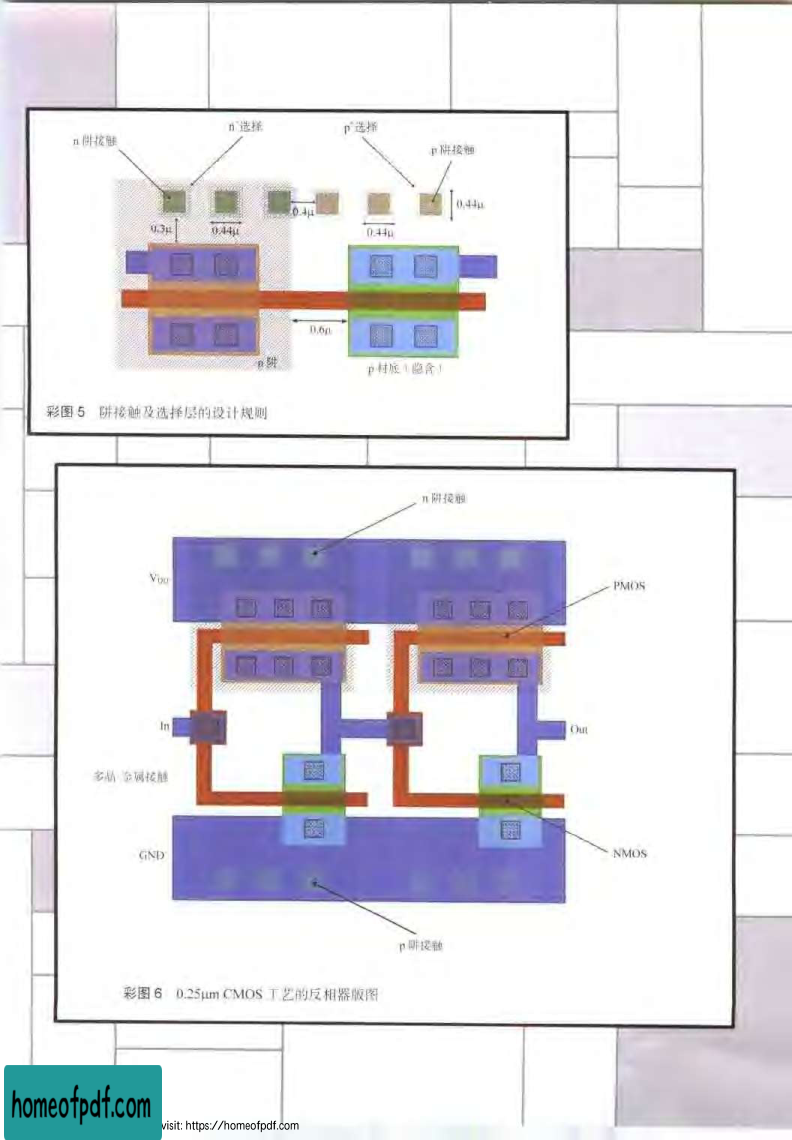 n 阱接触
n⁺选择
p⁺选择
p 阱接触
0.3μ
0.44μ
0.4μ
0.44μ
0.44μ
0.6μ
n 阱
p 衬底（隐含）
彩图 5 阱接触及选择层的设计规则
n 阱接触
VDD
PMOS
In
Out
多晶-金属接触
GND
NMOS
p 阱接触
彩图 6 0.25μm CMOS 工艺的反相器版图
homeofpdf.com
visit: https://homeofpdf.com